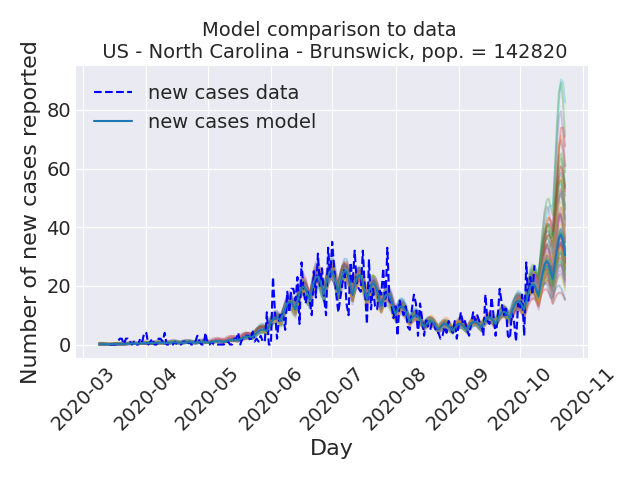 Model comparison to data
US - North Carolina - Brunswick, pop. = 142820
Number of new cases reported
80
60
40
20
0
new cases data
new cases model
2020-03
2020-04
2020-05
2020-06
2020-07
2020-08
2020-09
2020-10
2020-11
Day